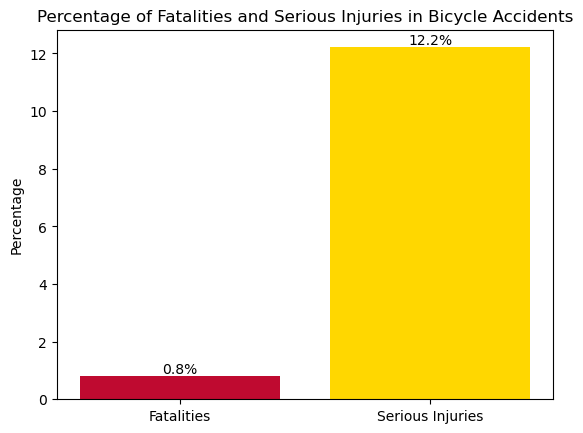 Percentage of Fatalities and Serious Injuries in Bicycle Accidents
12.2%
12
10
8
6
4
2
0
Percentage
0.8%
Fatalities
Serious Injuries